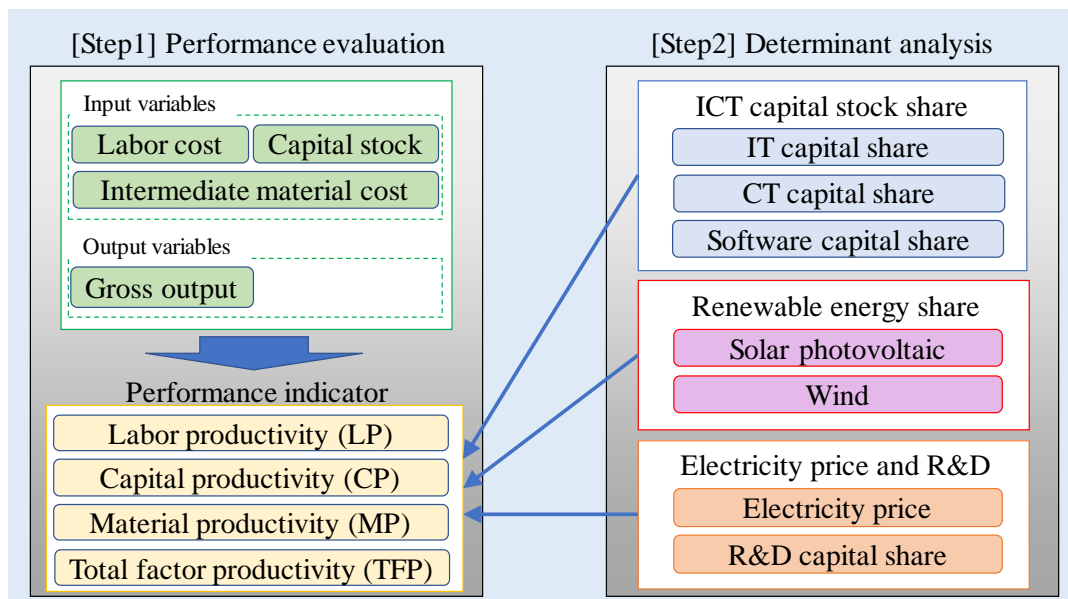 [Step1] Performance evaluation
Input variables
Labor cost
Capital stock
Intermediate material cost
Output variables
Gross output
Performance indicator
Labor productivity (LP)
Capital productivity (CP)
Material productivity (MP)
Total factor productivity (TFP)
[Step2] Determinant analysis
ICT capital stock share
IT capital share
CT capital share
Software capital share
Renewable energy share
Solar photovoltaic
Wind
Electricity price and R&D
Electricity price
R&D capital share